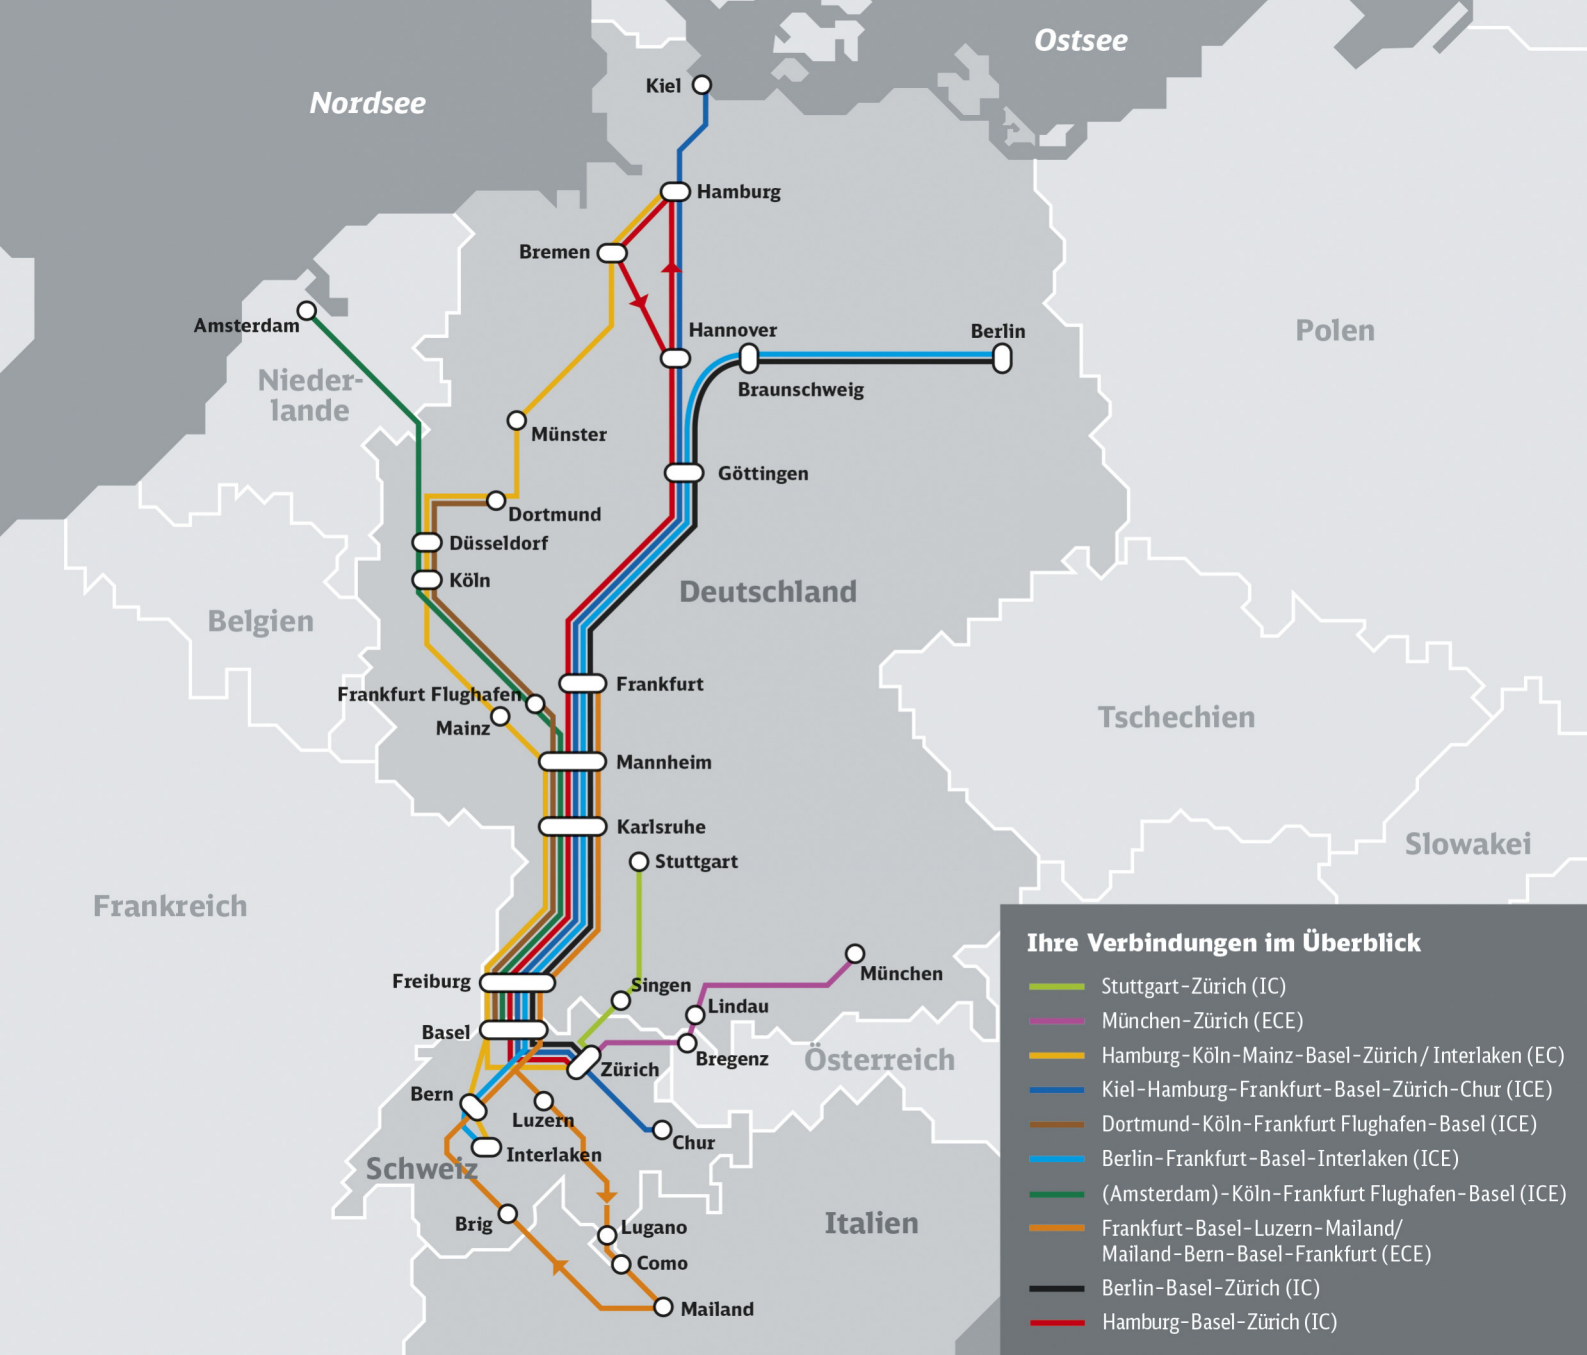 Ostsee
Nordsee
Kiel
Hamburg
Bremen
Amsterdam
Hannover
Berlin
Polen
Nieder-
lande
Braunschweig
Münster
Göttingen
Dortmund
Düsseldorf
Köln
Deutschland
Belgien
Frankfurt
Frankfurt Flughafen
Mainz
Tschechien
Mannheim
Karlsruhe
Slowakei
Stuttgart
Frankreich
Freiburg
Singen
München
Lindau
Basel
Bregenz
Österreich
Zürich
Bern
Luzern
Chur
Interlaken
Schweiz
Brig
Lugano
Italien
Como
Mailand
Ihre Verbindungen im Überblick
Stuttgart-Zürich (IC)
München-Zürich (ECE)
Hamburg-Köln-Mainz-Basel-Zürich / Interlaken (EC)
Kiel-Hamburg-Frankfurt-Basel-Zürich-Chur (ICE)
Dortmund-Köln-Frankfurt Flughafen-Basel (ICE)
Berlin-Frankfurt-Basel-Interlaken (ICE)
(Amsterdam)-Köln-Frankfurt Flughafen-Basel (ICE)
Frankfurt-Basel-Luzern-Mailand/
Mailand-Bern-Basel-Frankfurt (ECE)
Berlin-Basel-Zürich (IC)
Hamburg-Basel-Zürich (IC)